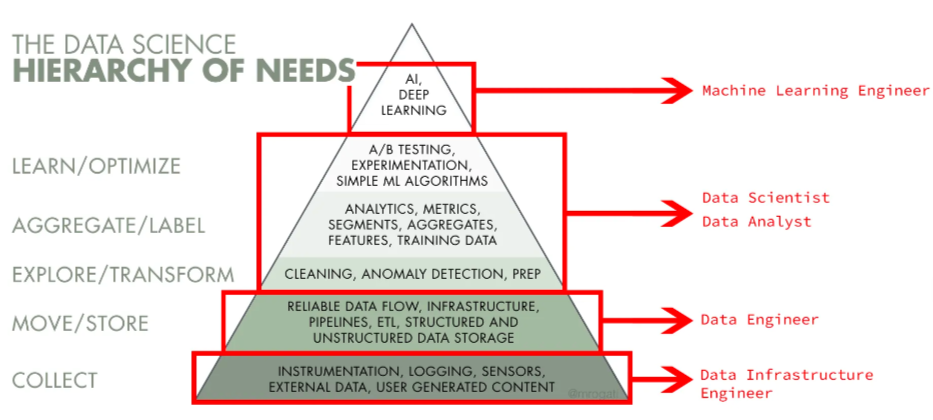 THE DATA SCIENCE
HIERARCHY OF NEEDS
AI,
DEEP
LEARNING
Machine Learning Engineer
LEARN/OPTIMIZE
A/B TESTING,
EXPERIMENTATION,
SIMPLE ML ALGORITHMS
Data Scientist
Data Analyst
AGGREGATE/LABEL
ANALYTICS, METRICS,
SEGMENTS, AGGREGATES,
FEATURES, TRAINING DATA
EXPLORE/TRANSFORM
CLEANING, ANOMALY DETECTION, PREP
MOVE/STORE
RELIABLE DATA FLOW, INFRASTRUCTURE,
PIPELINES, ETL, STRUCTURED AND
UNSTRUCTURED DATA STORAGE
Data Engineer
COLLECT
INSTRUMENTATION, LOGGING, SENSORS,
EXTERNAL DATA, USER GENERATED CONTENT
Data Infrastructure
Engineer